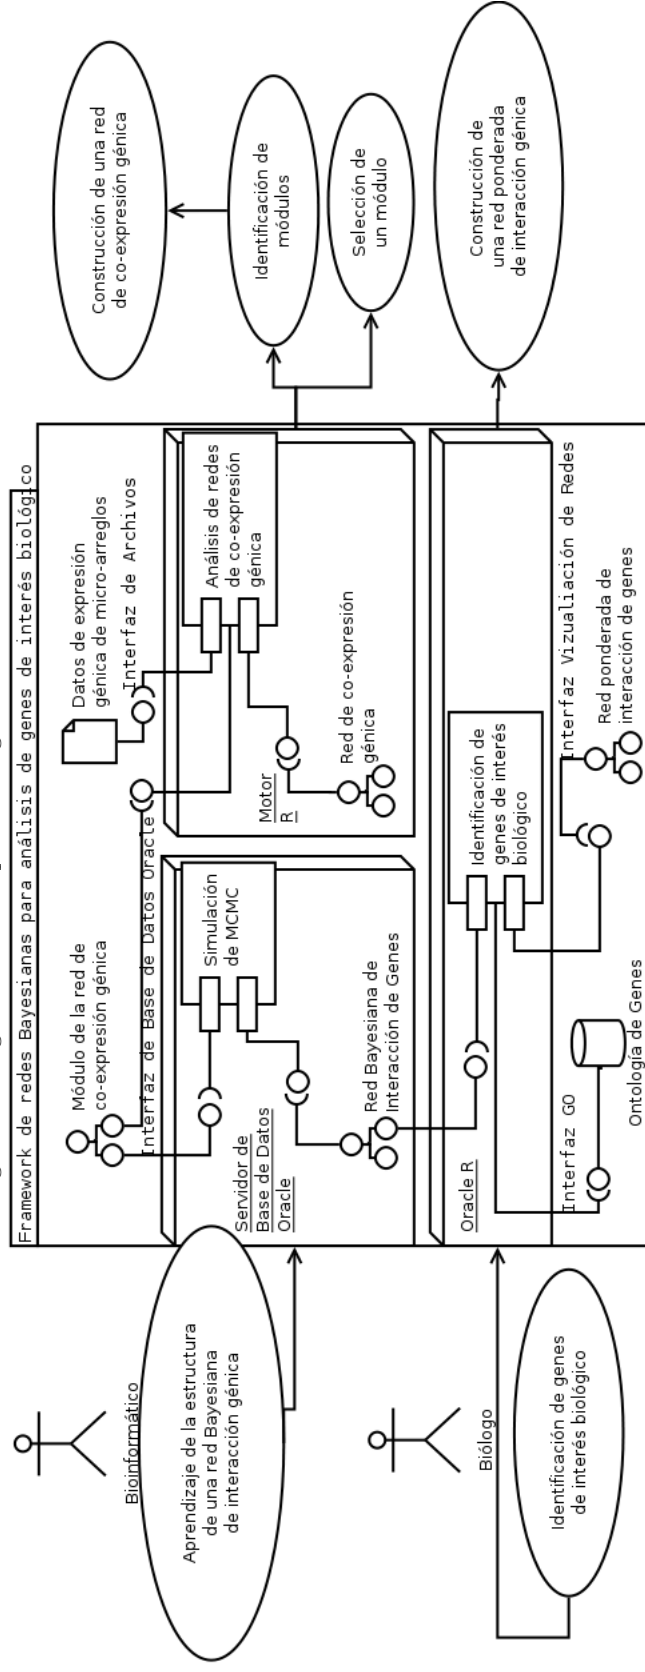 Framework de redes Bayesianas para análisis de genes de interés biológico
Bioinformático
Aprendizaje de la estructura
de una red Bayesiana
de interacción génica
Biólogo
Identificación de genes
de interés biológico
Módulo de la red de
co-expresión génica
Interfaz de Base de Datos Oracle
Simulación
de MCMC
Servidor de
Base de Datos
Oracle
Red Bayesiana de
Interacción de Genes
Datos de expresión
génica de micro-arreglos
Interfaz de Archivos
Análisis de redes
de co-expresión
génica
Motor
R
Red de co-expresión
génica
Oracle R
Identificación de
genes de interés
biológico
Interfaz GO
Ontología de Genes
Interfaz Vizualiación de Redes
Red ponderada de
interacción de genes
Construcción de una red
de co-expresión génica
Identificación de
módulos
Selección de
un módulo
Construcción de
una red ponderada
de interacción génica